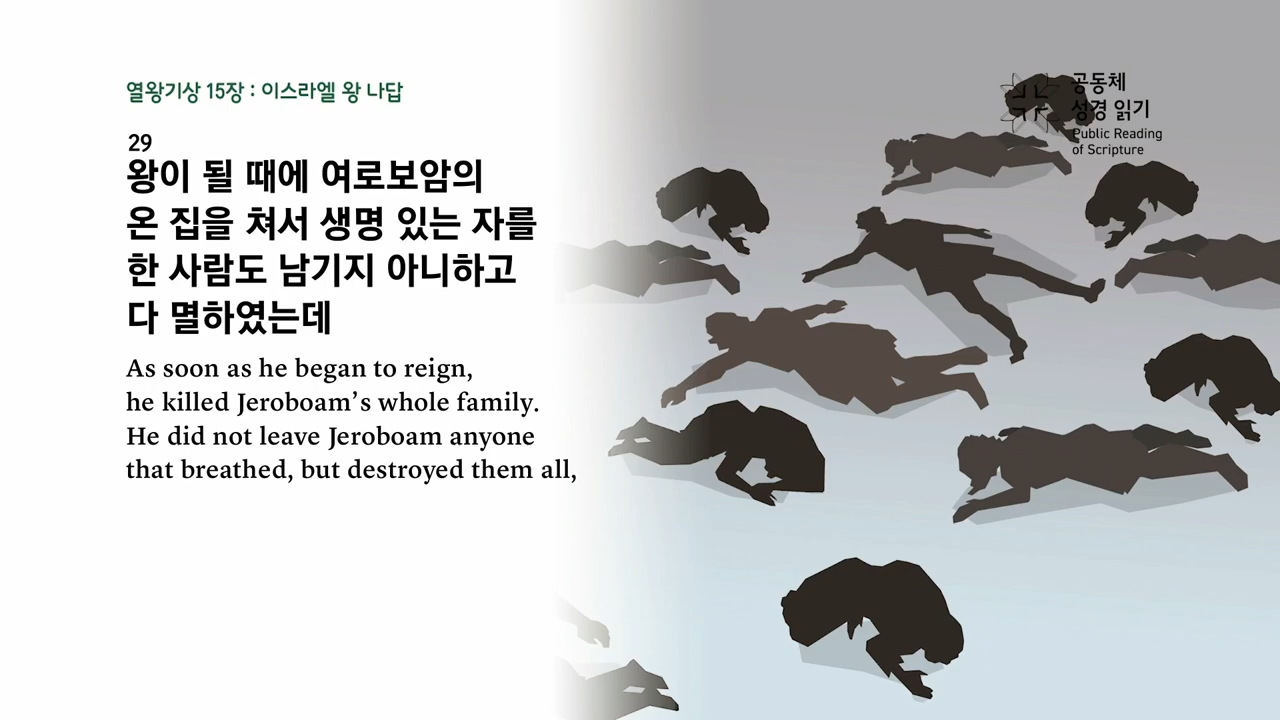 열왕기상 15장 : 이스라엘 왕 나답
29
왕이 될 때에 여로보암의
온 집을 쳐서 생명 있는 자를
한 사람도 남기지 아니하고
다 멸하였는데
As soon as he began to reign,
he killed Jeroboam’s whole family.
He did not leave Jeroboam anyone
that breathed, but destroyed them all,
공동체
성경 읽기
Public Reading
of Scripture